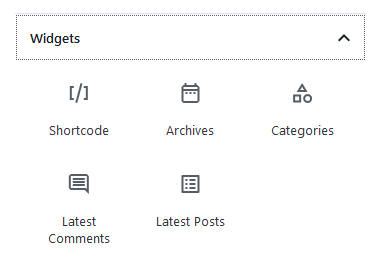 Widgets
[/]
Shortcode
Archives
Categories
Latest
Comments
Latest Posts